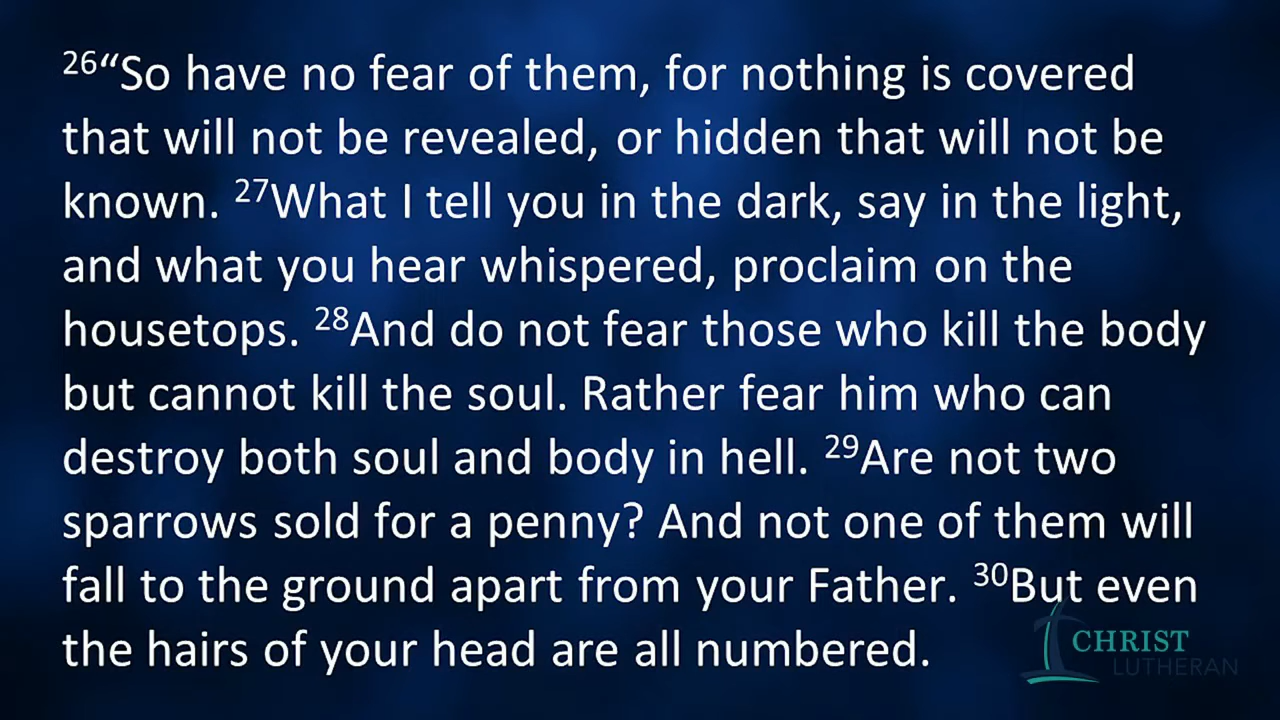 26“So have no fear of them, for nothing is covered
that will not be revealed, or hidden that will not be
known. 27What I tell you in the dark, say in the light,
and what you hear whispered, proclaim on the
housetops. 28And do not fear those who kill the body
but cannot kill the soul. Rather fear him who can
destroy both soul and body in hell. 29Are not two
sparrows sold for a penny? And not one of them will
fall to the ground apart from your Father. 30But even
the hairs of your head are all numbered.
CHRIST
LUTHERAN